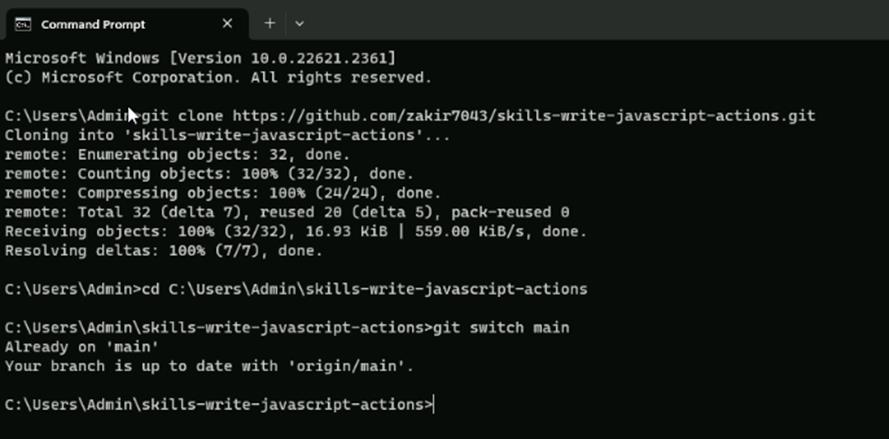 Command Prompt
Microsoft Windows [Version 10.0.22621.2361]
(c) Microsoft Corporation. All rights reserved.
C:\Users\Admin>git clone https://github.com/zakir7043/skills-write-javascript-actions.git
Cloning into 'skills-write-javascript-actions'...
remote: Enumerating objects: 32, done.
remote: Counting objects: 100% (32/32), done.
remote: Compressing objects: 100% (24/24), done.
remote: Total 32 (delta 7), reused 20 (delta 5), pack-reused 0
Receiving objects: 100% (32/32), 16.93 KiB | 559.00 KiB/s, done.
Resolving deltas: 100% (7/7), done.
C:\Users\Admin>cd C:\Users\Admin\skills-write-javascript-actions
C:\Users\Admin\skills-write-javascript-actions>git switch main
Already on 'main'
Your branch is up to date with 'origin/main'.
C:\Users\Admin\skills-write-javascript-actions>